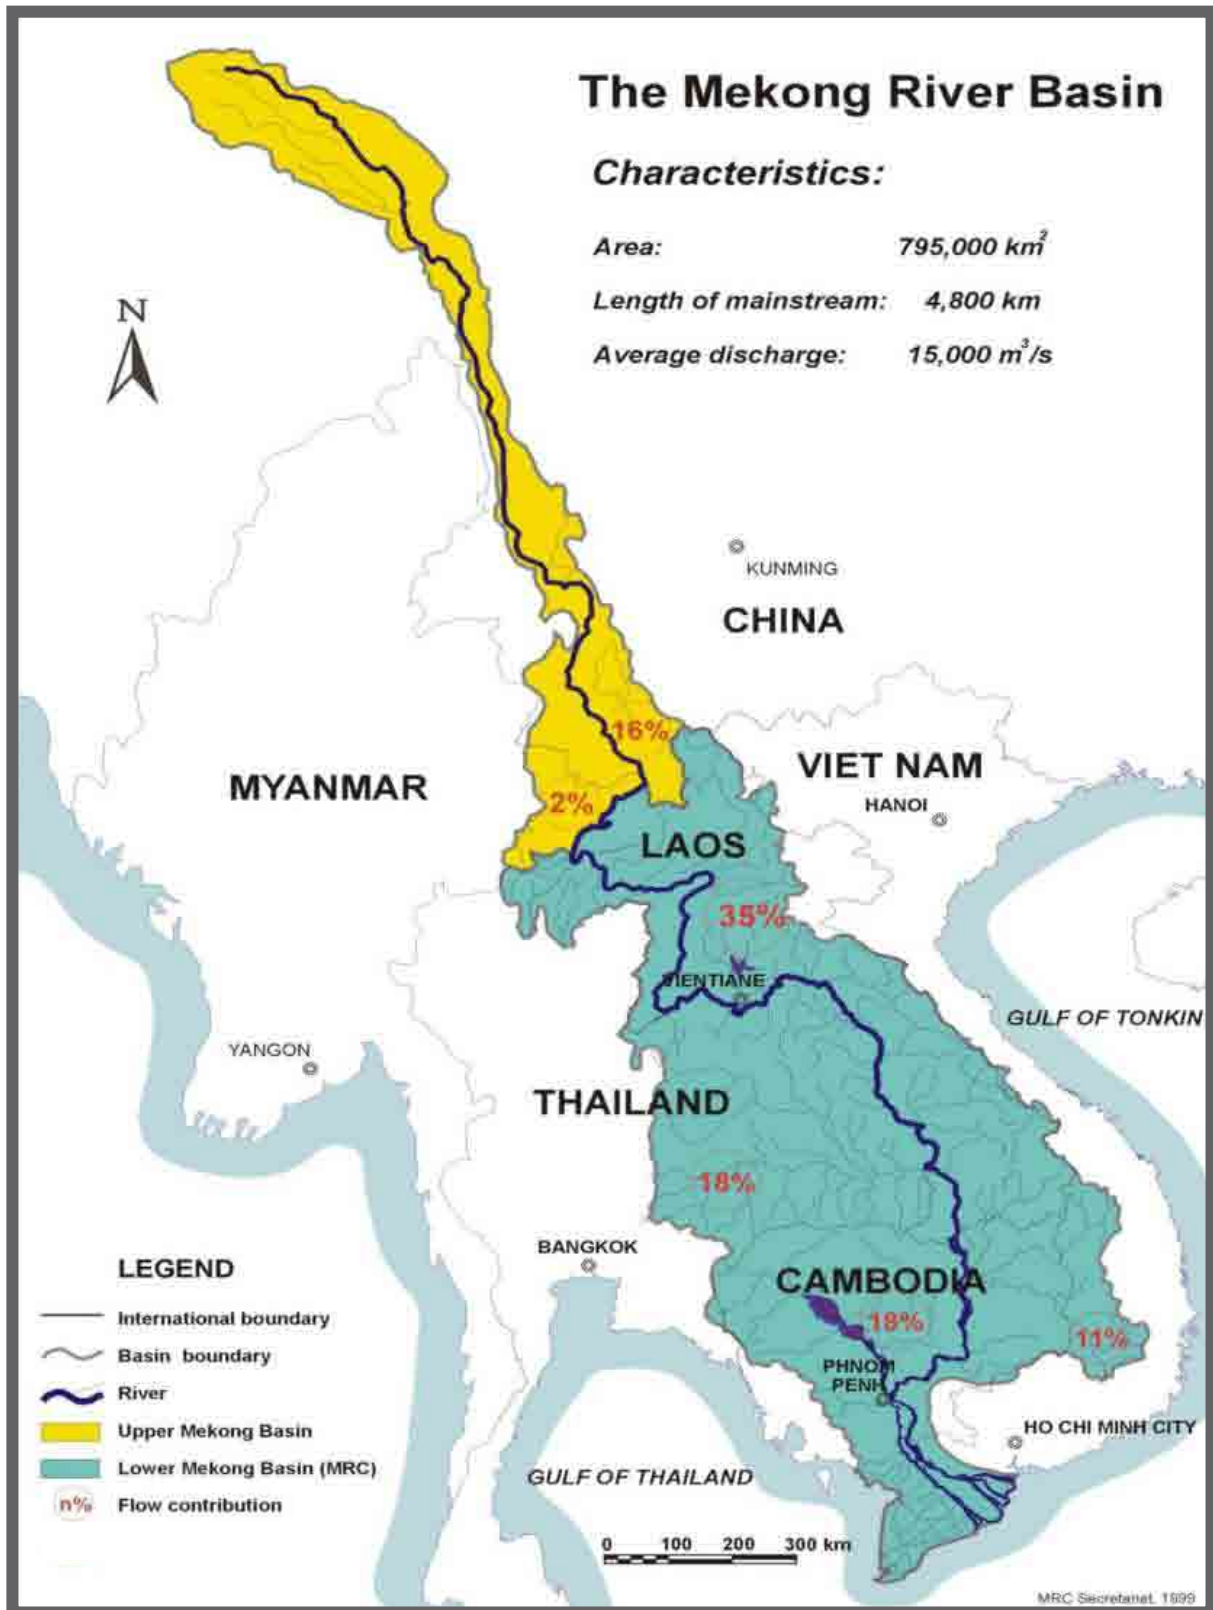 The Mekong River Basin
Characteristics:
Area: 795,000 km²
Length of mainstream: 4,800 km
Average discharge: 15,000 m³/s
N
KUNMING
CHINA
16%
VIET NAM
MYANMAR
2%
HANOI
LAOS
35%
VIENTIANE
GULF OF TONKIN
YANGON
THAILAND
18%
BANGKOK
CAMBODIA
18%
11%
PHNOM
PENH
HO CHI MINH CITY
GULF OF THAILAND
LEGEND
International boundary
Basin boundary
River
Upper Mekong Basin
Lower Mekong Basin (MRC)
n% Flow contribution
0 100 200 300 km
MRC Secretariat, 1999